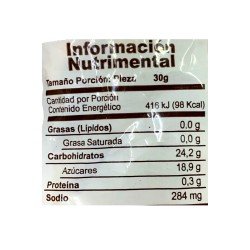 Información
Nutrimental
Tamaño Porción: Pieza 30g
Cantidad por Porción
Contenido Energético 416 kJ (98 Kcal)
Grasas (Lípidos) 0,0 g
Grasa Saturada 0,0 g
Carbohidratos 24,2 g
Azúcares 18,9 g
Proteína 0,3 g
Sodio 284 mg